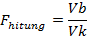 F_hitung = Vb/Vk